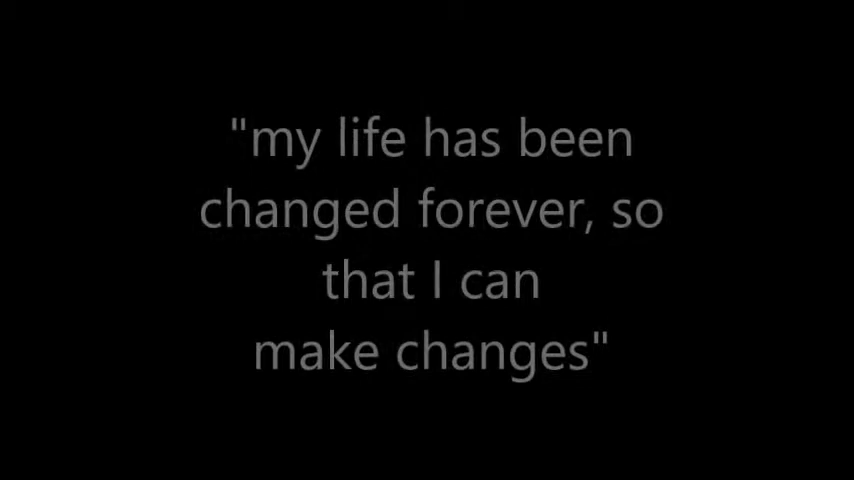 "my life has been
changed forever, so
that I can
make changes"